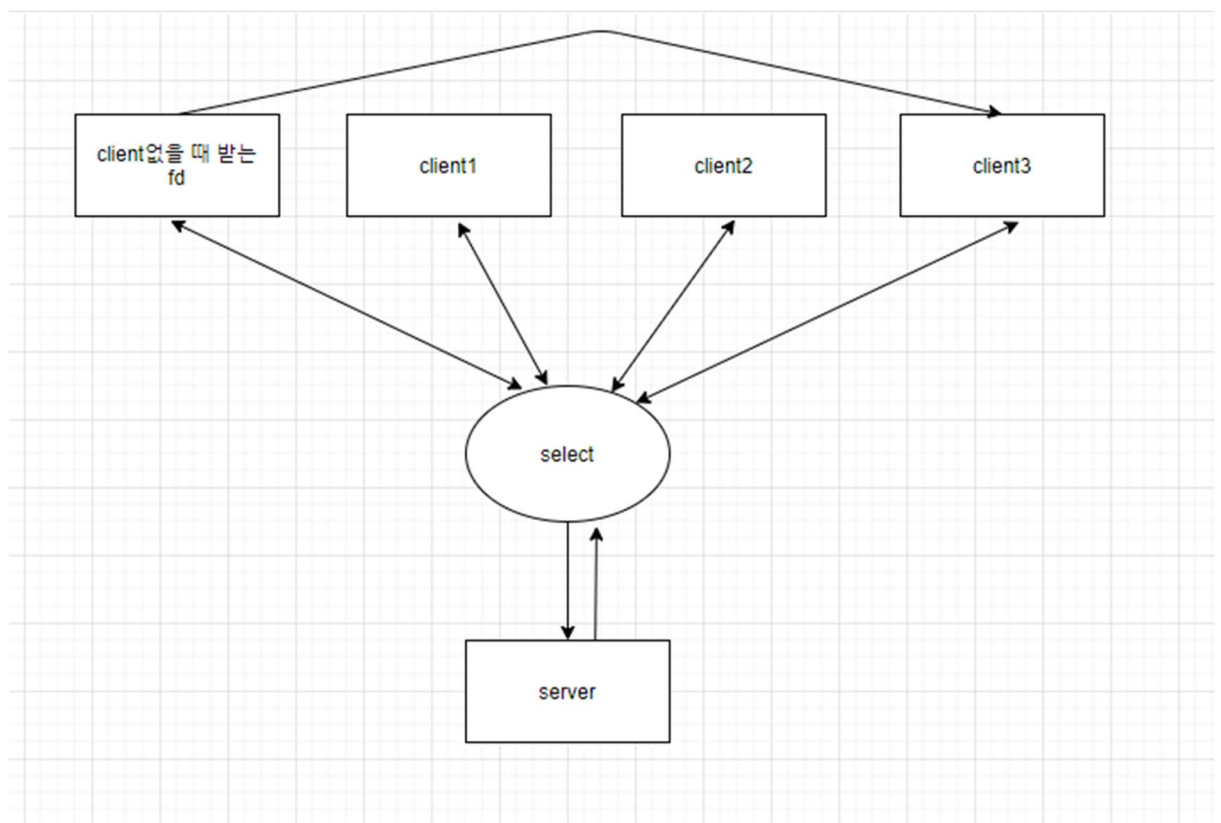 client없을 때 받는
fd
client1
client2
client3
select
server